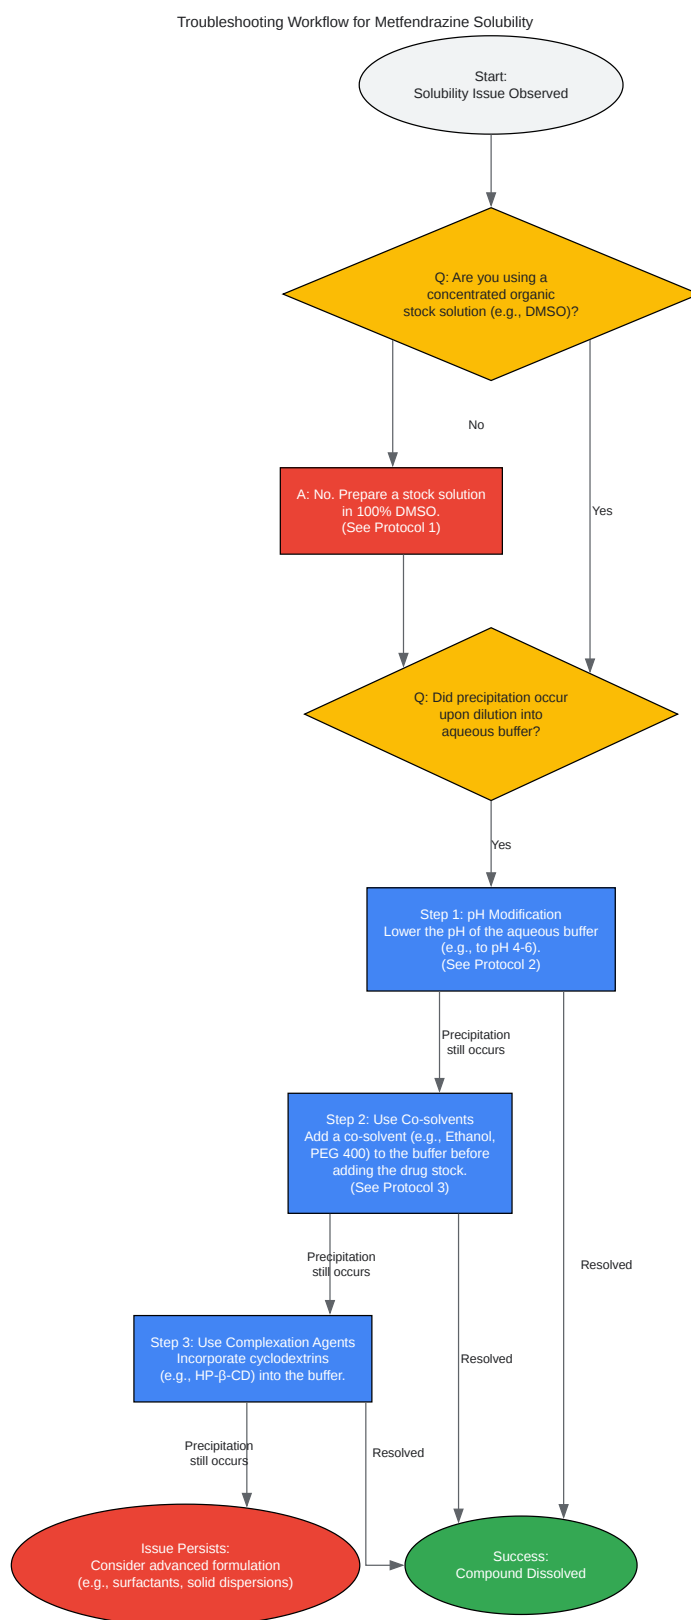 Troubleshooting Workflow for Metfendrazine Solubility
Start:
Solubility Issue Observed
Q: Are you using a
concentrated organic
stock solution (e.g., DMSO)?
No
A: No. Prepare a stock solution
in 100% DMSO.
(See Protocol 1)
Yes
Q: Did precipitation occur
upon dilution into
aqueous buffer?
Yes
Step 1: pH Modification
Lower the pH of the aqueous buffer
(e.g., to pH 4-6).
(See Protocol 2)
Precipitation
still occurs
Step 2: Use Co-solvents
Add a co-solvent (e.g., Ethanol,
PEG 400) to the buffer before
adding the drug stock.
(See Protocol 3)
Precipitation
still occurs
Resolved
Step 3: Use Complexation Agents
Incorporate cyclodextrins
(e.g., HP-β-CD) into the buffer.
Resolved
Precipitation
still occurs
Resolved
Issue Persists:
Consider advanced formulation
(e.g., surfactants, solid dispersions)
Success:
Compound Dissolved